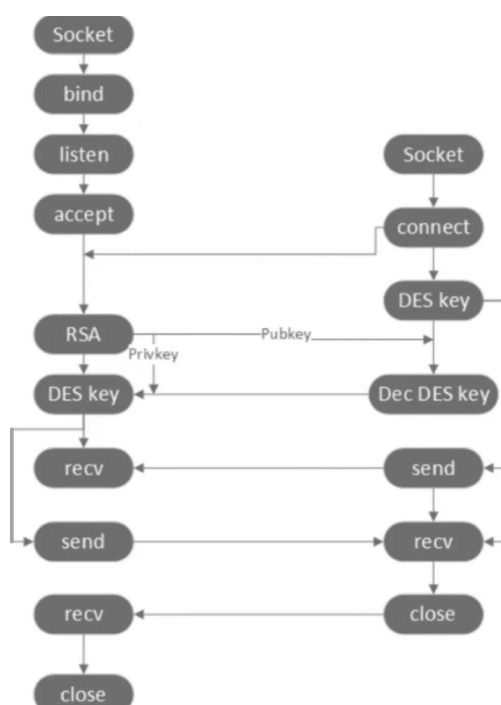 Socket
bind
listen
Socket
accept
connect
DES key
RSA
Pubkey
Privkey
DES key
Dec DES key
recv
send
send
recv
recv
close
close